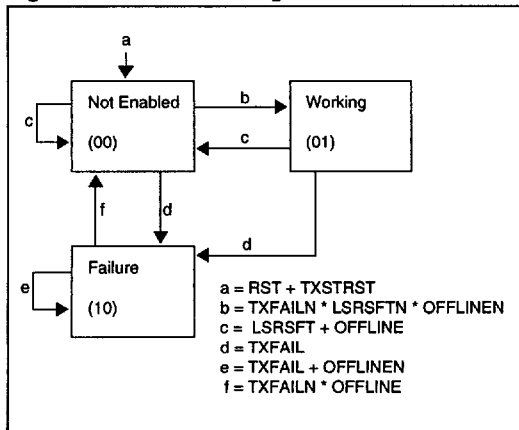 a
Not Enabled
(00)
b
Working
(01)
c
c
f
d
d
Failure
(10)
e
a = RST + TXSTRST
b = TXFAILN * LSRSFTN * OFFLINEN
c = LSRSFT + OFFLINE
d = TXFAIL
e = TXFAIL + OFFLINEN
f = TXFAILN * OFFLINE